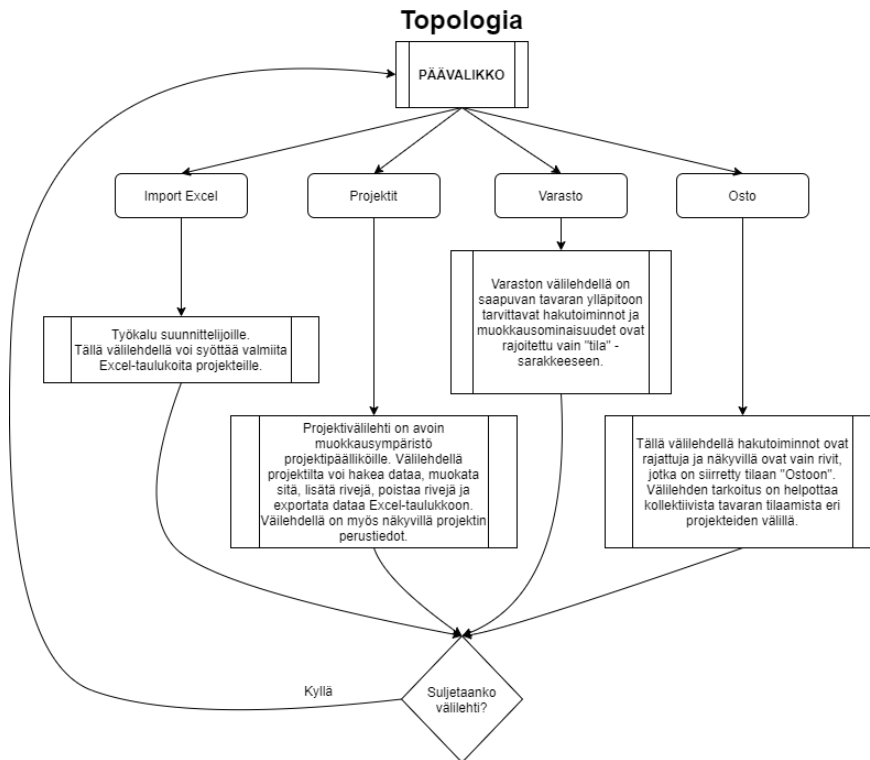 Topologia
PÄÄVALIKKO
Import Excel
Projektit
Varasto
Osto
Työkalu suunnittelijoille.
Tällä välilehdellä voi syöttää valmiita
Excel-taulukoita projekteille.
Varaston välilehdellä on
saapuvan tavaran ylläpitoon
tarvittavat hakutoiminnot ja
muokkausominaisuudet ovat
rajoitettu vain "tila" -
sarakkeeseen.
Projektivälilehti on avoin
muokkausympäristö
projektipäälliköille. Välilehdellä
projektilta voi hakea dataa, muokata
sitä, lisätä rivejä, poistaa rivejä ja
exportata dataa Excel-taulukkoon.
Väilehdellä on myös näkyvillä projektin
perustiedot.
Tällä välilehdellä hakutoiminnot ovat
rajattuja ja näkyvillä ovat vain rivit,
jotka on siirretty tilaan "Ostoon".
Välilehden tarkoitus on helpottaa
kollektiivista tavaran tilaamista eri
projekteiden välillä.
Kyllä
Suljetaanko
välilehti?